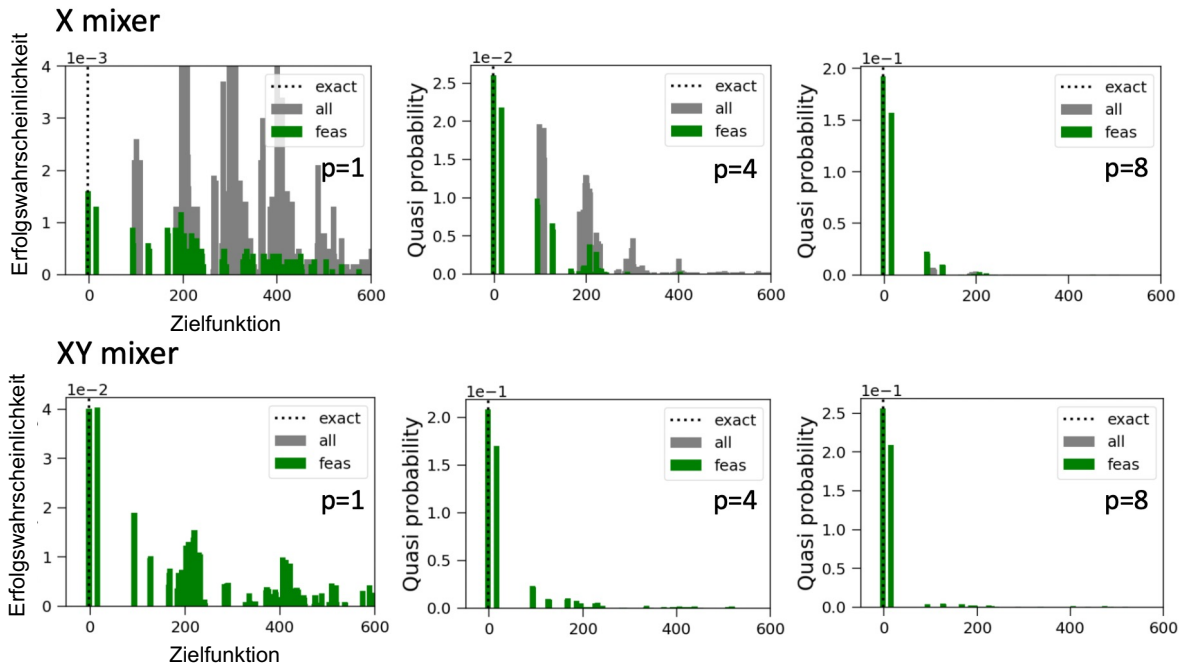 X mixer
Erfolgswahrscheinlichkeit
1e−3
4
3
2
1
0
0 200 400 600
Zielfunktion
exact
all
feas
p=1
Quasi probability
1e−2
2.5
2.0
1.5
1.0
0.5
0.0
0 200 400 600
exact
all
feas
p=4
Quasi probability
1e−1
2.0
1.5
1.0
0.5
0.0
0 200 400 600
exact
all
feas
p=8
XY mixer
Erfolgswahrscheinlichkeit
1e−2
4
3
2
1
0
0 200 400 600
Zielfunktion
exact
all
feas
p=1
Quasi probability
1e−1
2.0
1.5
1.0
0.5
0.0
0 200 400 600
exact
all
feas
p=4
Quasi probability
1e−1
2.5
2.0
1.5
1.0
0.5
0.0
0 200 400 600
exact
all
feas
p=8